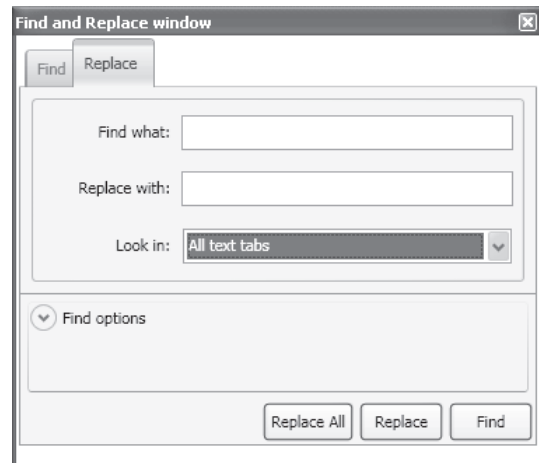 Find and Replace window
Find Replace
Find what:
Replace with:
Look in: All text tabs
Find options
Replace All Replace Find